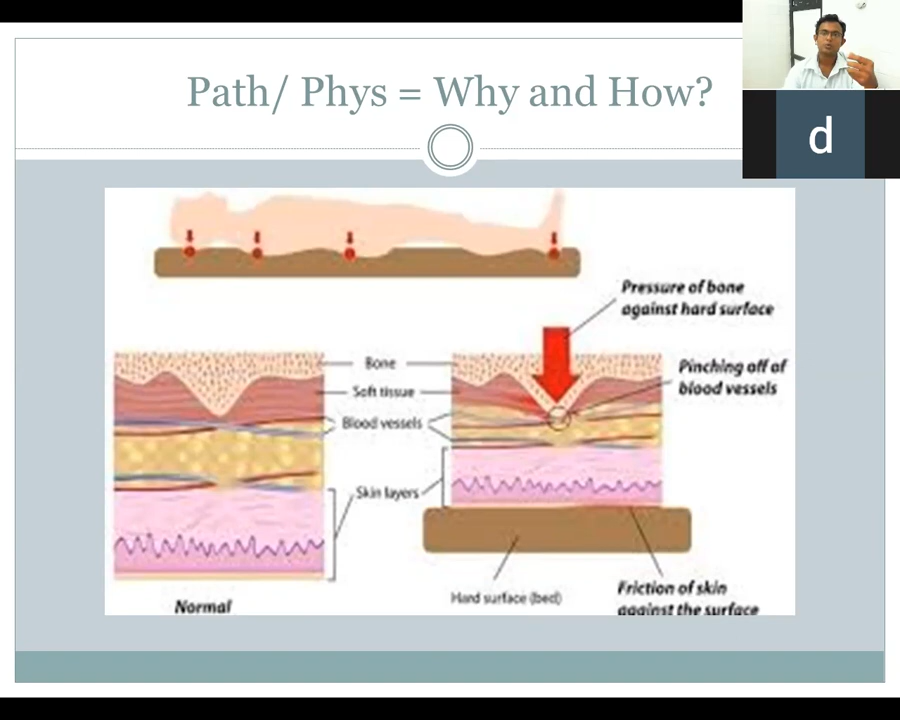 Path/ Phys = Why and How?
d
Pressure of bone
against hard surface
Pinching off of
blood vessels
Bone
Soft tissue
Blood vessels
Skin layers
Hard surface (bed)
Friction of skin
against the surface
Normal